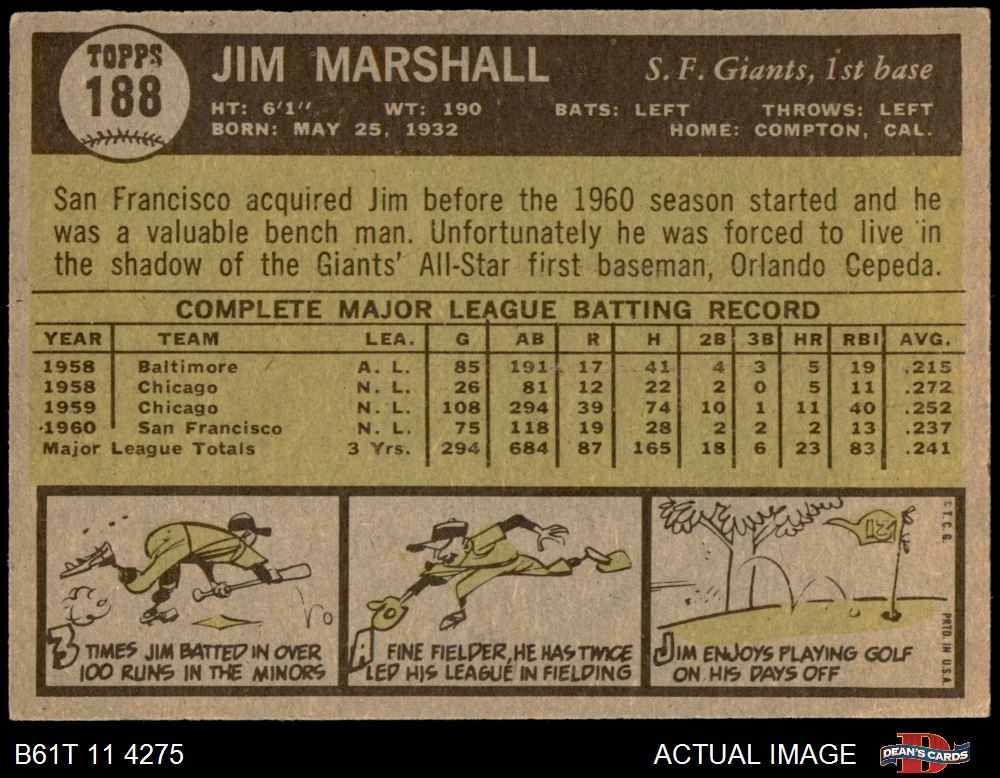 TOPPS
188
JIM MARSHALL
S. F. Giants, 1st base
HT: 6'1" WT: 190 BATS: LEFT THROWS: LEFT
BORN: MAY 25, 1932 HOME: COMPTON, CAL.
San Francisco acquired Jim before the 1960 season started and he
was a valuable bench man. Unfortunately he was forced to live in
the shadow of the Giants' All-Star first baseman, Orlando Cepeda.
COMPLETE MAJOR LEAGUE BATTING RECORD
YEAR TEAM LEA. G AB R H 2B 3B HR RBI AVG.
1958 Baltimore A. L. 85 191 17 41 4 3 5 19 .215
1958 Chicago N. L. 26 81 12 22 2 0 5 11 .272
1959 Chicago N. L. 108 294 39 74 10 1 11 40 .252
1960 San Francisco N. L. 75 118 19 28 2 2 2 13 .237
Major League Totals 3 Yrs. 294 684 87 165 18 6 23 83 .241
3 TIMES JIM BATTED IN OVER
100 RUNS IN THE MINORS
A FINE FIELDER, HE HAS TWICE
LED HIS LEAGUE IN FIELDING
13
JIM ENJOYS PLAYING GOLF
ON HIS DAYS OFF
© T. C. G.
PRTD. IN U.S.A.
B61T 11 4275
ACTUAL IMAGE
DEAN'S CARDS